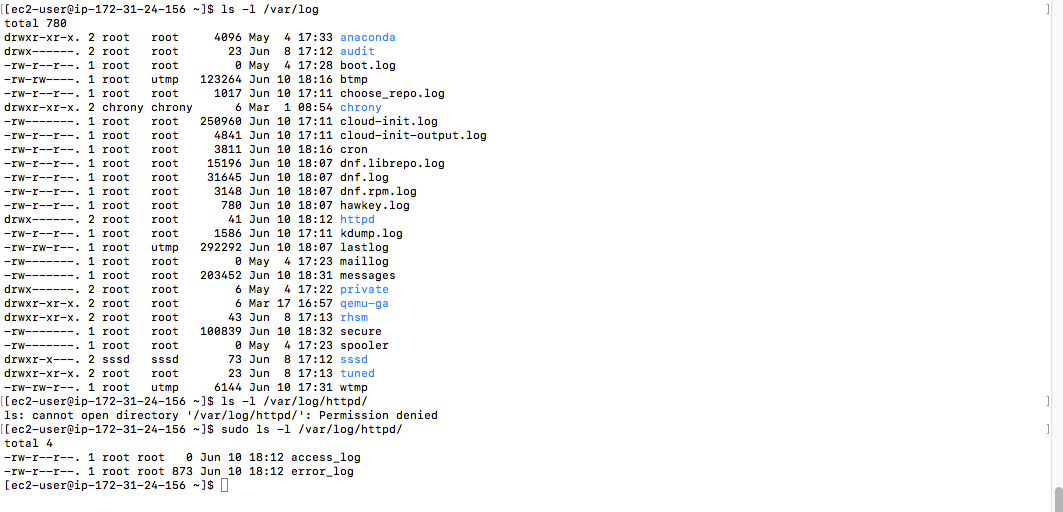 [[ec2-user@ip-172-31-24-156 ~]$ ls -l /var/log ]
total 780
drwxr-xr-x. 2 root   root     4096 May  4 17:33 anaconda
drwx------. 2 root   root       23 Jun  8 17:12 audit
-rw-r--r--. 1 root   root        0 May  4 17:28 boot.log
-rw-rw----. 1 root   utmp   123264 Jun 10 18:16 btmp
-rw-r--r--. 1 root   root     1017 Jun 10 17:11 choose_repo.log
drwxr-xr-x. 2 chrony chrony      6 Mar  1 08:54 chrony
-rw-------. 1 root   root   250960 Jun 10 17:11 cloud-init.log
-rw-r--r--. 1 root   root     4841 Jun 10 17:11 cloud-init-output.log
-rw-r--r--. 1 root   root     3811 Jun 10 18:16 cron
-rw-r--r--. 1 root   root    15196 Jun 10 18:07 dnf.librepo.log
-rw-r--r--. 1 root   root    31645 Jun 10 18:07 dnf.log
-rw-r--r--. 1 root   root     3148 Jun 10 18:07 dnf.rpm.log
-rw-r--r--. 1 root   root      780 Jun 10 18:07 hawkey.log
drwx------. 2 root   root       41 Jun 10 18:12 httpd
-rw-r--r--. 1 root   root     1586 Jun 10 17:11 kdump.log
-rw-rw-r--. 1 root   utmp   292292 Jun 10 18:07 lastlog
-rw-------. 1 root   root        0 May  4 17:23 maillog
-rw-------. 1 root   root   203452 Jun 10 18:31 messages
drwx------. 2 root   root        6 May  4 17:22 private
drwxr-xr-x. 2 root   root        6 Mar 17 16:57 qemu-ga
drwxr-xr-x. 2 root   root       43 Jun  8 17:13 rhsm
-rw-------. 1 root   root   100839 Jun 10 18:32 secure
-rw-------. 1 root   root        0 May  4 17:23 spooler
drwxr-x---. 2 sssd   sssd       73 Jun  8 17:12 sssd
drwxr-xr-x. 2 root   root       23 Jun  8 17:13 tuned
-rw-rw-r--. 1 root   utmp     6144 Jun 10 17:31 wtmp
[[ec2-user@ip-172-31-24-156 ~]$ ls -l /var/log/httpd/ ]
ls: cannot open directory '/var/log/httpd/': Permission denied
[[ec2-user@ip-172-31-24-156 ~]$ sudo ls -l /var/log/httpd/ ]
total 4
-rw-r--r--. 1 root root   0 Jun 10 18:12 access_log
-rw-r--r--. 1 root root 873 Jun 10 18:12 error_log
[ec2-user@ip-172-31-24-156 ~]$